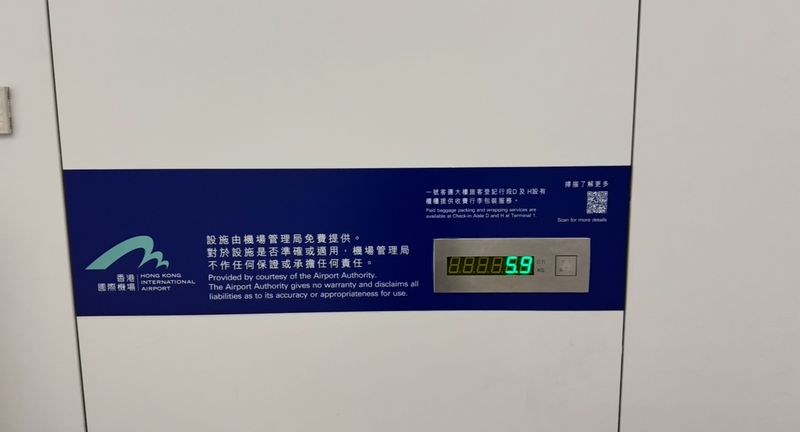 一號客運大樓旅客登記行段D 及 H設有
櫃檯提供收費行李包裝服務。
Paid baggage packing and wrapping services are
available at Check-in Aisle D and H at Terminal 1.
掃描了解更多
Scan for more details
設施由機場管理局免費提供。
對於設施是否準確或適用，機場管理局
不作任何保證或承擔任何責任。
Provided by courtesy of the Airport Authority.
The Airport Authority gives no warranty and disclaims all
liabilities as to its accuracy or appropriateness for use.
香港
國際機場
HONG KONG
INTERNATIONAL
AIRPORT
5.9
公斤
KG